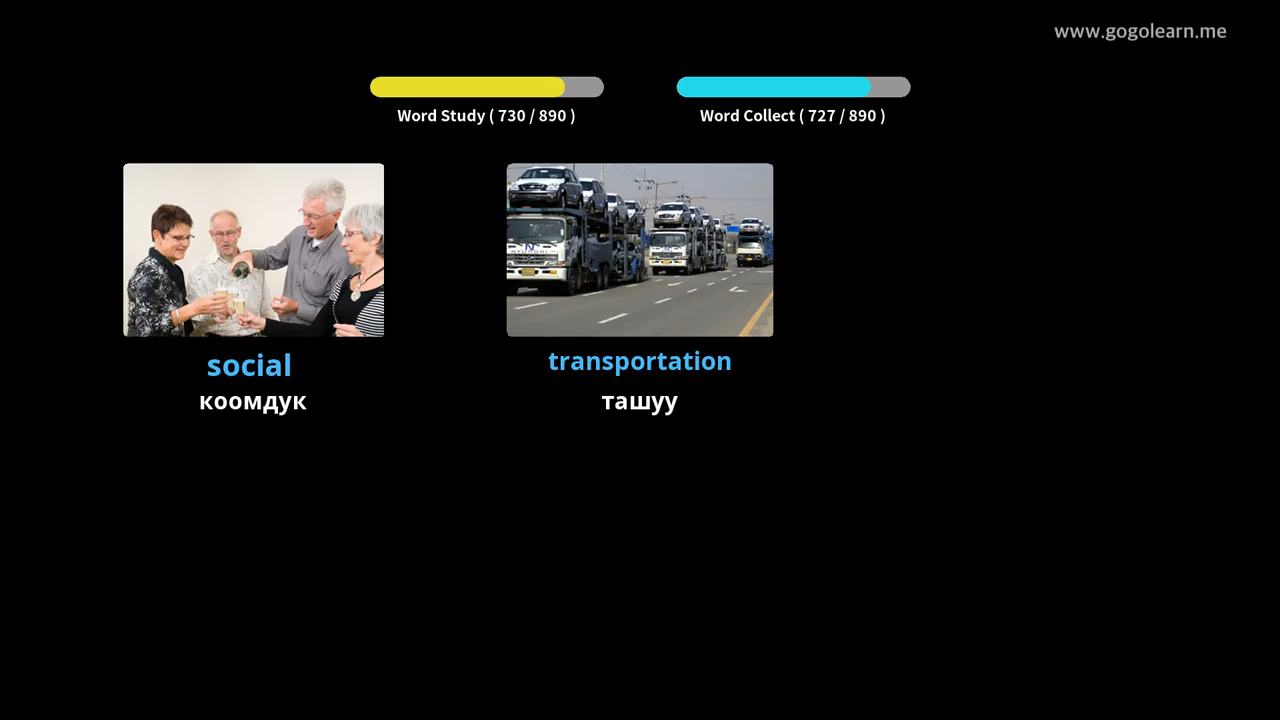 www.gogolearn.me
Word Study ( 730 / 890 )
Word Collect ( 727 / 890 )
social
коомдук
transportation
ташуу